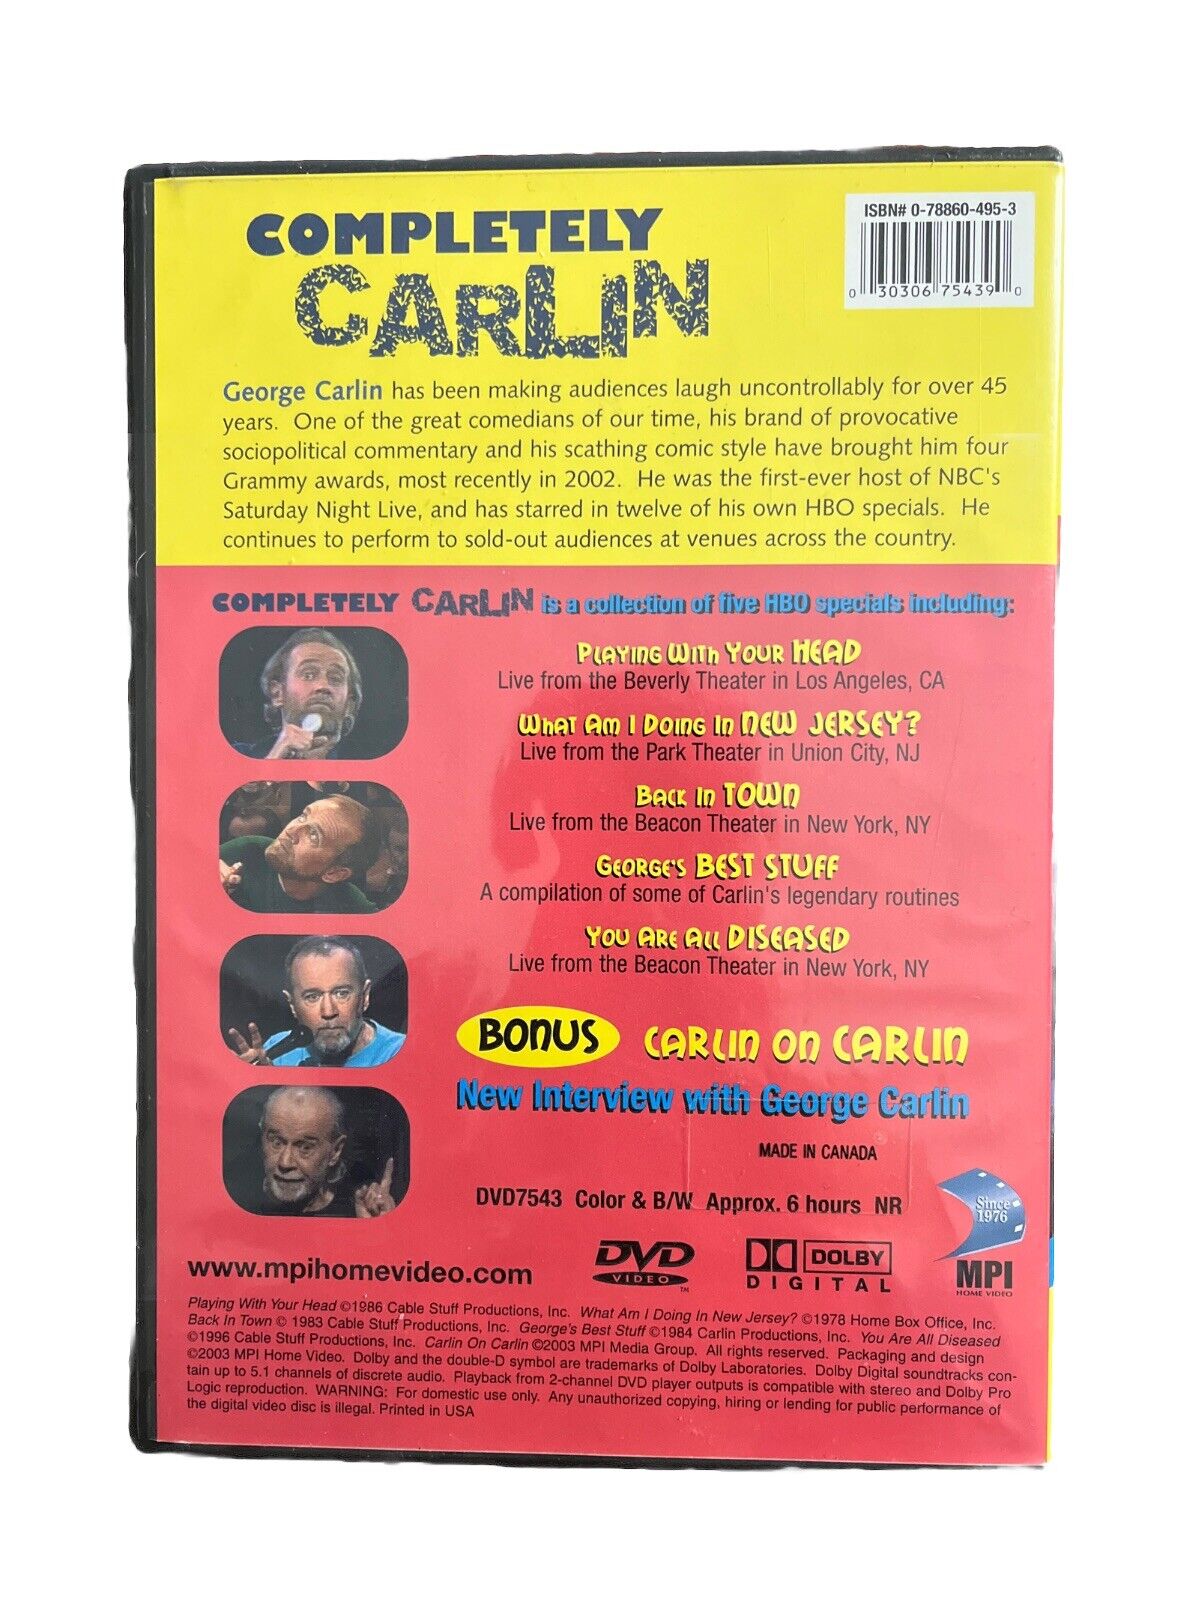 COMPLETELY
CARLIN
ISBN# 0-78860-495-3
0 30306 75439 0
George Carlin has been making audiences laugh uncontrollably for over 45
years. One of the great comedians of our time, his brand of provocative
sociopolitical commentary and his scathing comic style have brought him four
Grammy awards, most recently in 2002. He was the first-ever host of NBC's
Saturday Night Live, and has starred in twelve of his own HBO specials. He
continues to perform to sold-out audiences at venues across the country.
COMPLETELY CARLIN is a collection of five HBO specials including:
PLAYING WITH YOUR HEAD
Live from the Beverly Theater in Los Angeles, CA
WHAT AM I DOING IN NEW JERSEY?
Live from the Park Theater in Union City, NJ
BACK IN TOWN
Live from the Beacon Theater in New York, NY
GEORGE'S BEST STUFF
A compilation of some of Carlin's legendary routines
YOU ARE ALL DISEASED
Live from the Beacon Theater in New York, NY
BONUS CARLIN ON CARLIN
New Interview with George Carlin
MADE IN CANADA
DVD7543 Color & B/W Approx. 6 hours NR
Since
1976
www.mpihomevideo.com
DVD
VIDEO
TM
DOLBY
DIGITAL
MPI
HOME VIDEO
Playing With Your Head ©1986 Cable Stuff Productions, Inc. What Am I Doing In New Jersey? ©1978 Home Box Office, Inc.
Back In Town © 1983 Cable Stuff Productions, Inc. George's Best Stuff ©1984 Carlin Productions, Inc. You Are All Diseased
©1996 Cable Stuff Productions, Inc. Carlin On Carlin ©2003 MPI Media Group. All rights reserved. Packaging and design
©2003 MPI Home Video. Dolby and the double-D symbol are trademarks of Dolby Laboratories. Dolby Digital soundtracks con-
tain up to 5.1 channels of discrete audio. Playback from 2-channel DVD player outputs is compatible with stereo and Dolby Pro
Logic reproduction. WARNING: For domestic use only. Any unauthorized copying, hiring or lending for public performance of
the digital video disc is illegal. Printed in USA